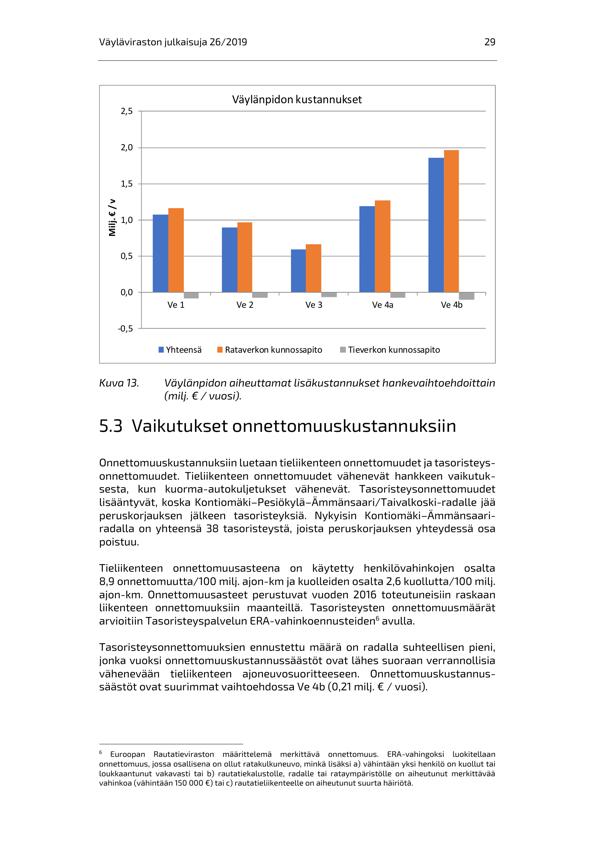 Väyläviraston julkaisuja 26/2019 29
Väylänpidon kustannukset
2,5
2,0
1,5
1,0
0,5
0,0
-0,5
Milj. € / v
Ve 1 Ve 2 Ve 3 Ve 4a Ve 4b
Yhteensä Rataverkon kunnossapito Tieverkon kunnossapito
Kuva 13. Väylänpidon aiheuttamat lisäkustannukset hankevaihtoehdoittain
(milj. € / vuosi).
5.3 Vaikutukset onnettomuuskustannuksiin
Onnettomuuskustannuksiin luetaan tieliikenteen onnettomuudet ja tasoristeys-
onnettomuudet. Tieliikenteen onnettomuudet vähenevät hankkeen vaikutuk-
sesta, kun kuorma-autokuljetukset vähenevät. Tasoristeysonnettomuudet
lisääntyvät, koska Kontiomäki–Pesiökylä–Ämmänsaari/Taivalkoski-radalle jää
peruskorjauksen jälkeen tasoristeyksiä. Nykyisin Kontiomäki–Ämmänsaari-
radalla on yhteensä 38 tasoristeystä, joista peruskorjauksen yhteydessä osa
poistuu.
Tieliikenteen onnettomuusasteena on käytetty henkilövahinkojen osalta
8,9 onnettomuutta/100 milj. ajon-km ja kuolleiden osalta 2,6 kuollutta/100 milj.
ajon-km. Onnettomuusasteet perustuvat vuoden 2016 toteutuneisiin raskaan
liikenteen onnettomuuksiin maanteillä. Tasoristeysten onnettomuusmäärät
arvioitiin Tasoristeyspalvelun ERA-vahinkoennusteiden⁶ avulla.
Tasoristeysonnettomuuksien ennustettu määrä on radalla suhteellisen pieni,
jonka vuoksi onnettomuuskustannussäästöt ovat lähes suoraan verrannollisia
vähenevään tieliikenteen ajoneuvosuoritteeseen. Onnettomuuskustannus-
säästöt ovat suurimmat vaihtoehdossa Ve 4b (0,21 milj. € / vuosi).
⁶ Euroopan Rautatieviraston määrittelemä merkittävä onnettomuus. ERA-vahingoksi luokitellaan
onnettomuus, jossa osallisena on ollut ratakulkuneuvo, minkä lisäksi a) vähintään yksi henkilö on kuollut tai
loukkaantunut vakavasti tai b) rautatiekalustolle, radalle tai rataympäristölle on aiheutunut merkittävää
vahinkoa (vähintään 150 000 €) tai c) rautatieliikenteelle on aiheutunut suurta häiriötä.